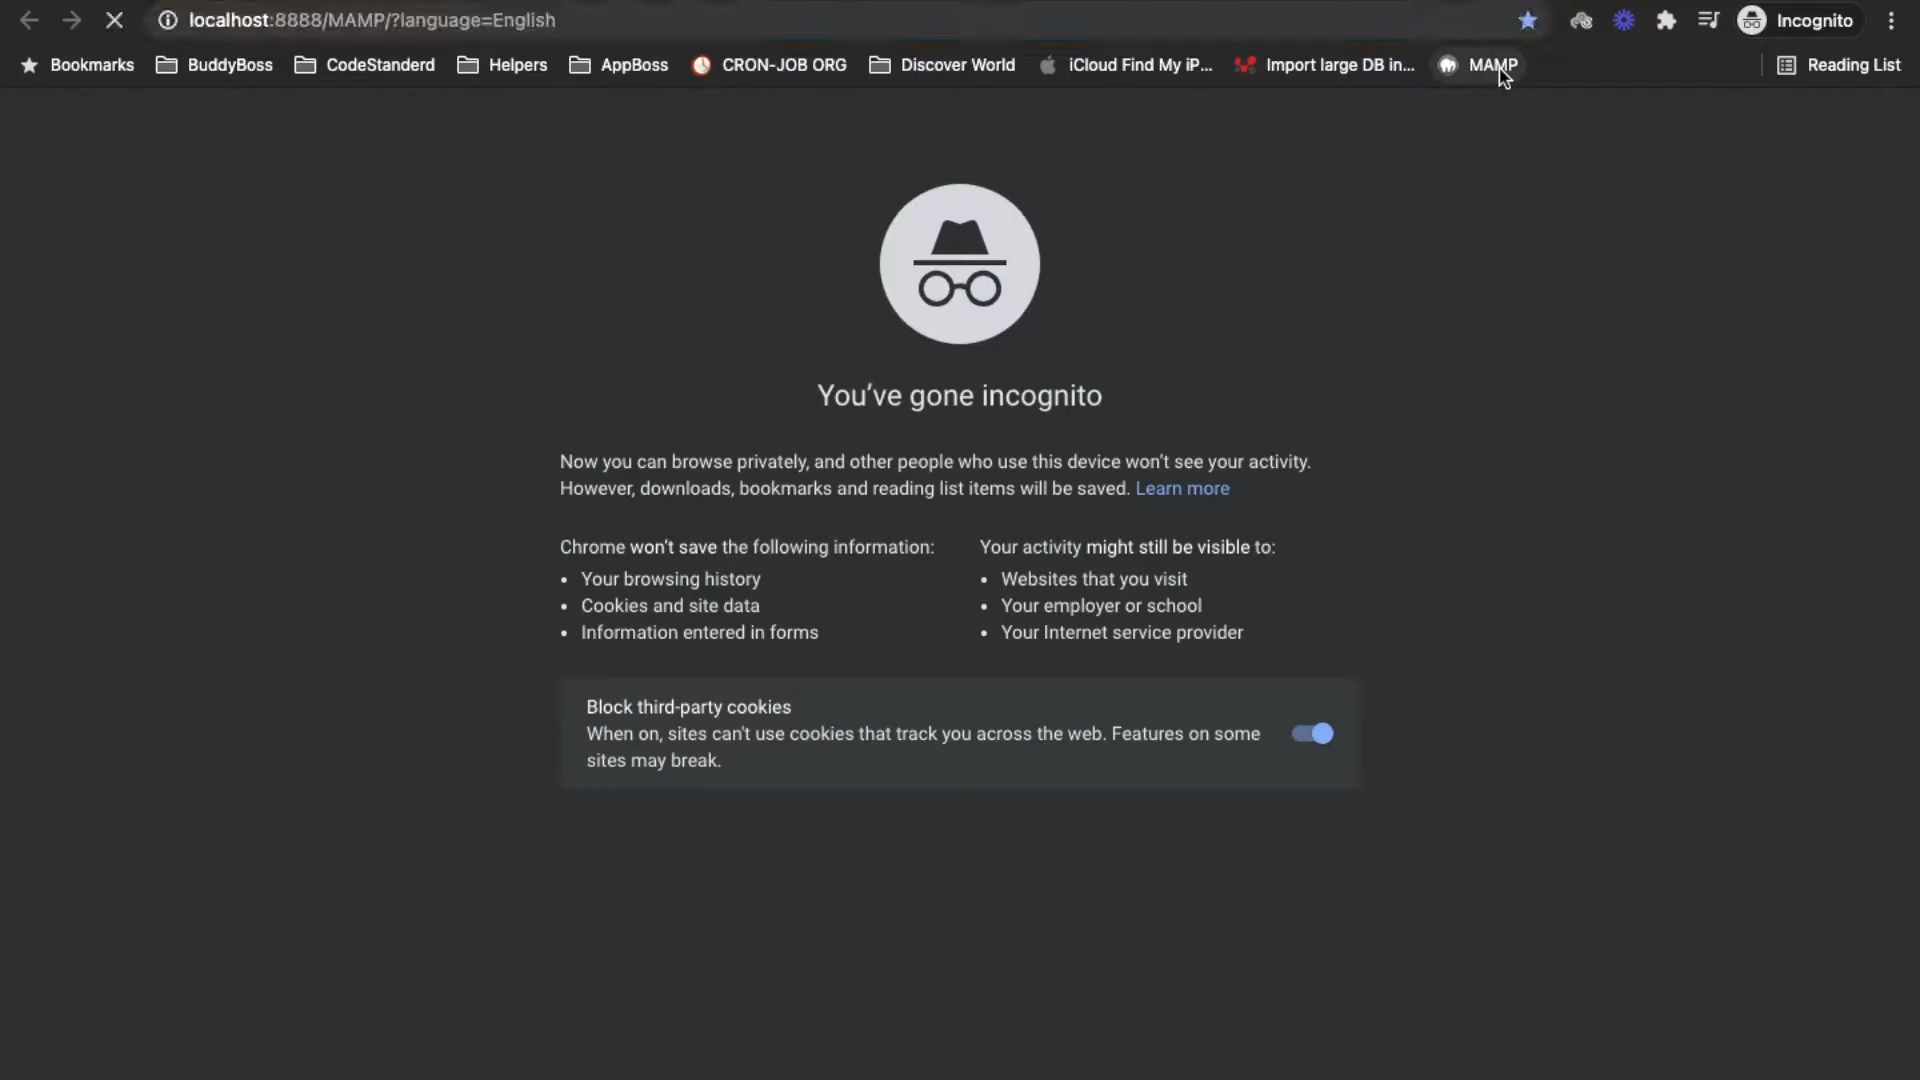 localhost:8888/MAMP/?language=English
Incognito
Bookmarks
BuddyBoss
CodeStanderd
Helpers
AppBoss
CRON-JOB ORG
Discover World
iCloud Find My iP...
Import large DB in...
MAMP
Reading List
You’ve gone incognito
Now you can browse privately, and other people who use this device won’t see your activity.
However, downloads, bookmarks and reading list items will be saved. Learn more
Chrome won’t save the following information:
• Your browsing history
• Cookies and site data
• Information entered in forms
Your activity might still be visible to:
• Websites that you visit
• Your employer or school
• Your Internet service provider
Block third-party cookies
When on, sites can't use cookies that track you across the web. Features on some
sites may break.